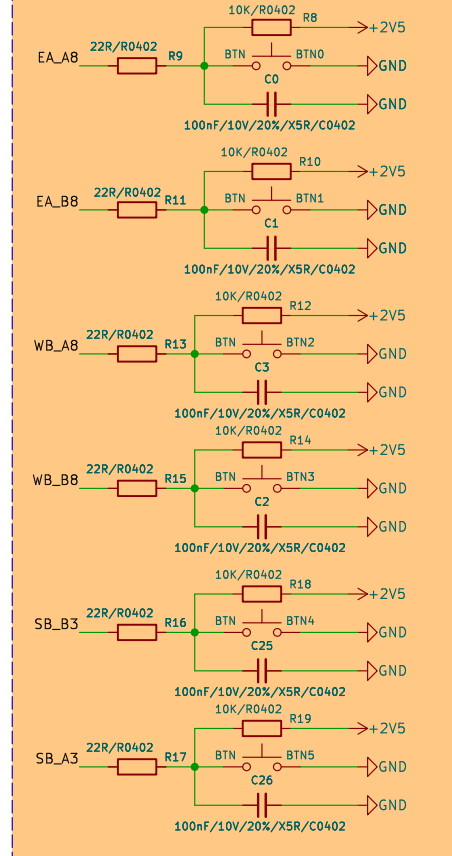 10K/R0402 R8 +2V5
22R/R0402
EA_A8 R9 BTN BTN0 GND
C0
GND
100nF/10V/20%/X5R/C0402
10K/R0402 R10 +2V5
22R/R0402
EA_B8 R11 BTN BTN1 GND
C1
GND
100nF/10V/20%/X5R/C0402
10K/R0402 R12 +2V5
22R/R0402
WB_A8 R13 BTN BTN2 GND
C3
GND
100nF/10V/20%/X5R/C0402
10K/R0402 R14 +2V5
22R/R0402
WB_B8 R15 BTN BTN3 GND
C2
GND
100nF/10V/20%/X5R/C0402
10K/R0402 R18 +2V5
22R/R0402
SB_B3 R16 BTN BTN4 GND
C25
GND
100nF/10V/20%/X5R/C0402
10K/R0402 R19 +2V5
22R/R0402
SB_A3 R17 BTN BTN5 GND
C26
GND
100nF/10V/20%/X5R/C0402